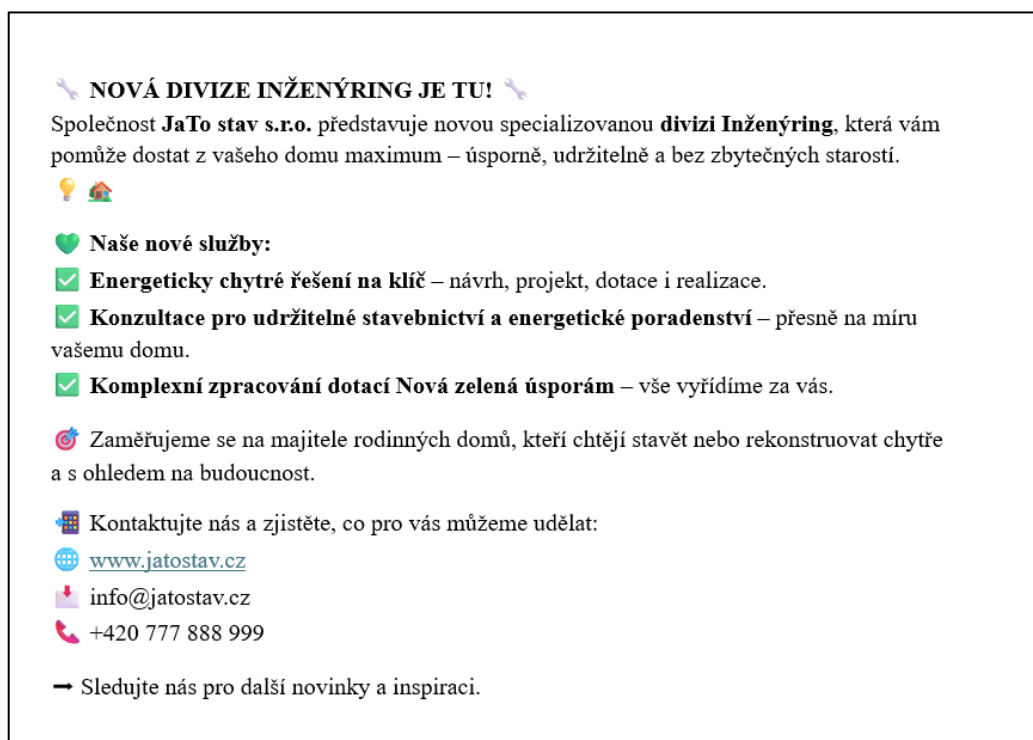 🔧 NOVÁ DIVIZE INŽENÝRING JE TU! 🔧
Společnost JaTo stav s.r.o. představuje novou specializovanou divizi Inženýring, která vám
pomůže dostat z vašeho domu maximum – úsporně, udržitelně a bez zbytečných starostí.
💡 🏡
💚 Naše nové služby:
✅ Energeticky chytré řešení na klíč – návrh, projekt, dotace i realizace.
✅ Konzultace pro udržitelné stavebnictví a energetické poradenství – přesně na míru
vašemu domu.
✅ Komplexní zpracování dotací Nová zelená úsporám – vše vyřídíme za vás.
🎯 Zaměřujeme se na majitele rodinných domů, kteří chtějí stavět nebo rekonstruovat chytře
a s ohledem na budoucnost.
📲 Kontaktujte nás a zjistěte, co pro vás můžeme udělat:
🌐 www.jatostav.cz
📩 info@jatostav.cz
📞 +420 777 888 999
➡ Sledujte nás pro další novinky a inspiraci.